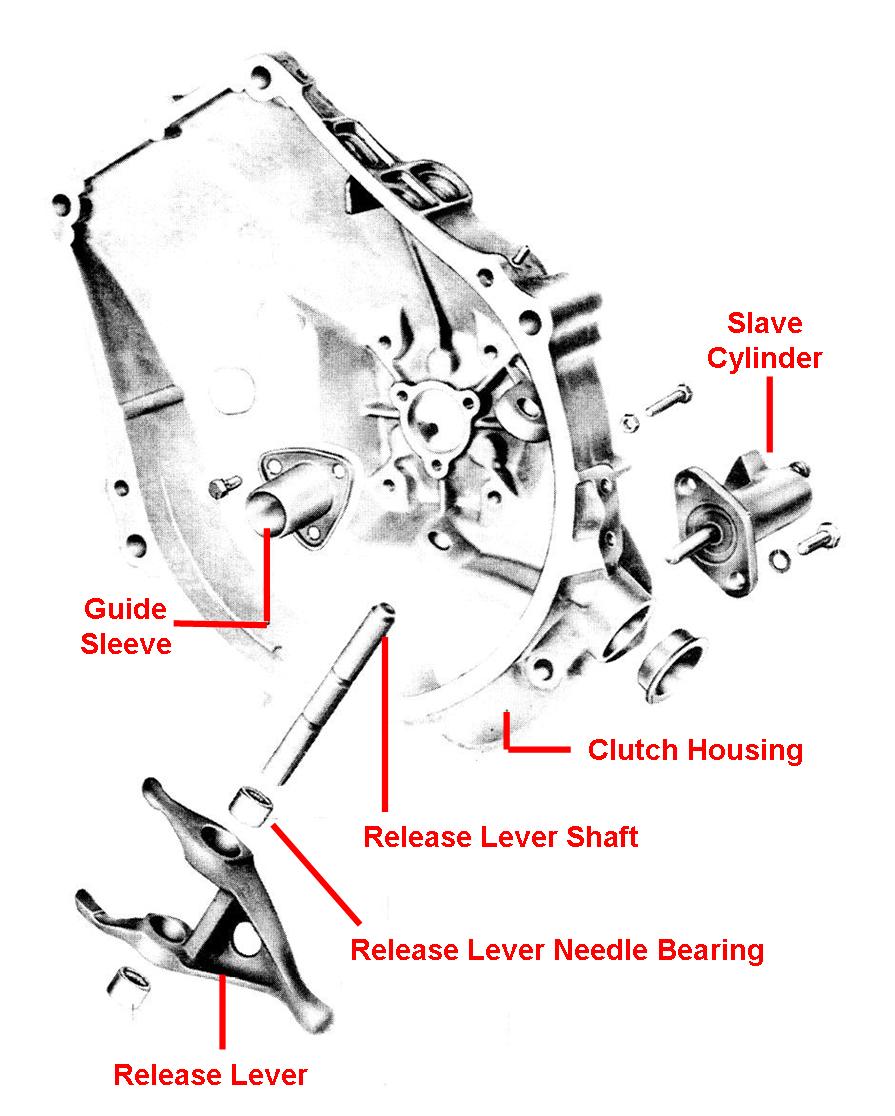 Slave
Cylinder
Guide
Sleeve
Clutch Housing
Release Lever Shaft
Release Lever Needle Bearing
Release Lever